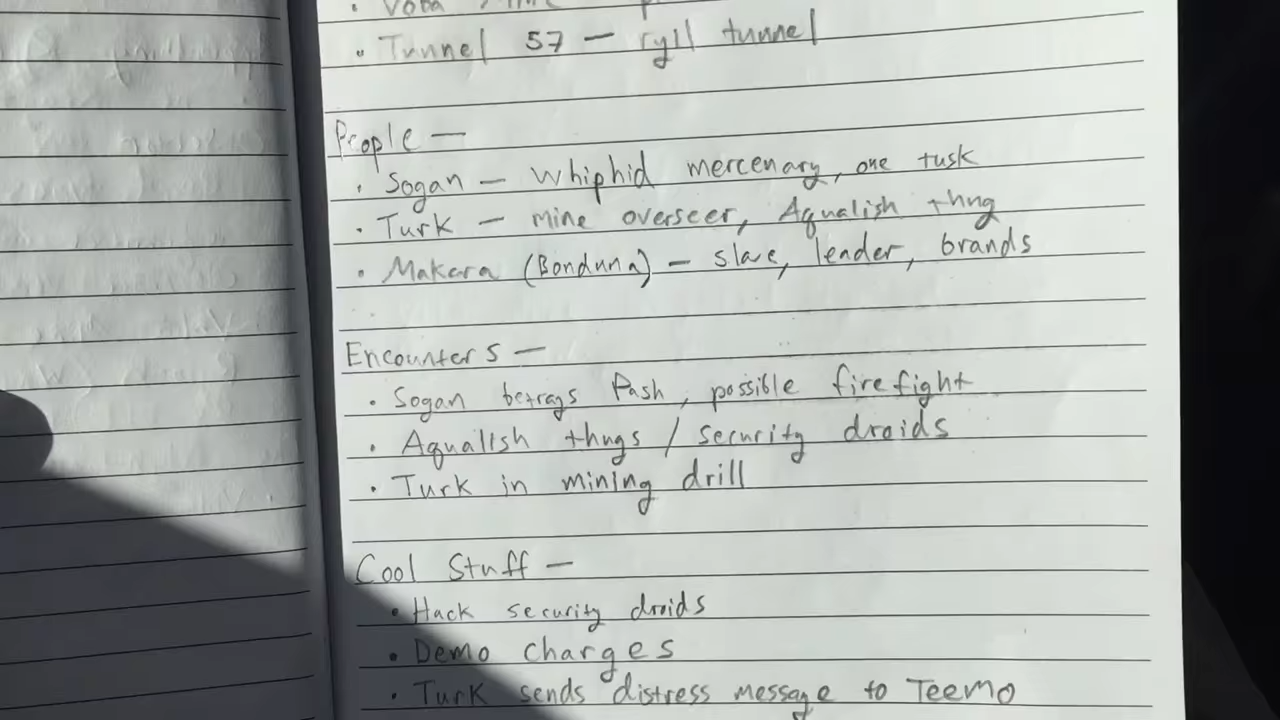 • Tunnel 57 – ryll tunnel
People –
• Sogan – Whiphid mercenary, one tusk
• Turk – mine overseer, Aqualish thug
• Makara (Bonduna) – slave, leader, brands
Encounters –
• Sogan betrays Pash, possible firefight
• Aqualish thugs / security droids
• Turk in mining drill
Cool Stuff –
• Hack security droids
• Demo charges
• Turk sends distress message to Teemo